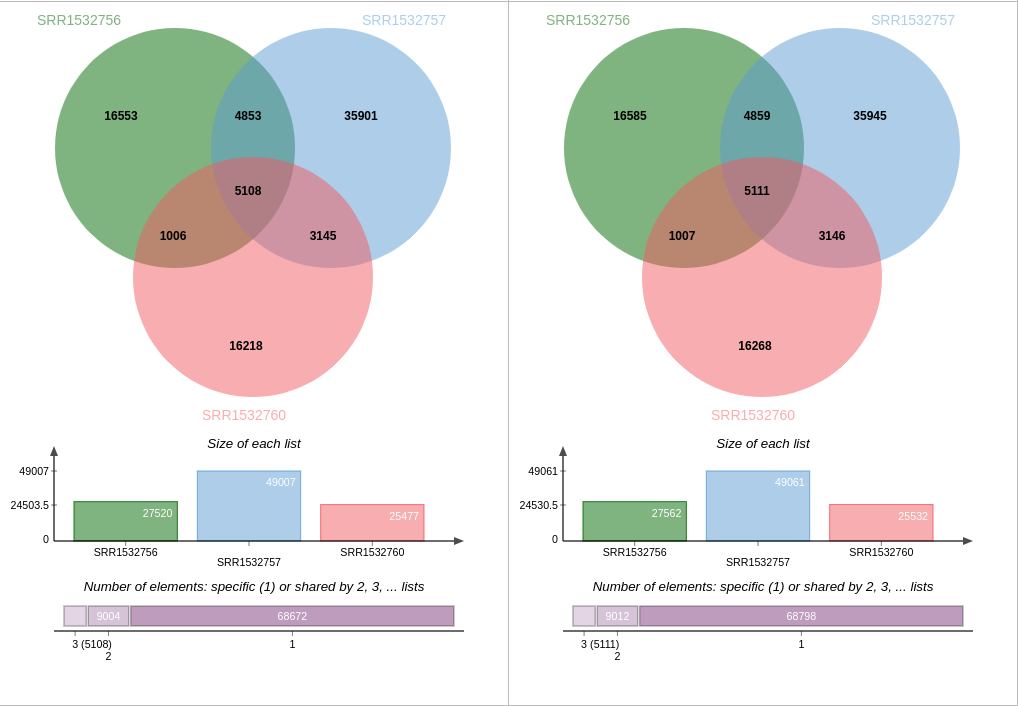 SRR1532756
SRR1532757
16553
4853
35901
5108
1006
3145
16218
SRR1532760
Size of each list
49007
24503.5
0
27520
49007
25477
SRR1532756
SRR1532757
SRR1532760
Number of elements: specific (1) or shared by 2, 3, ... lists
9004
68672
3 (5108)
2
1
SRR1532756
SRR1532757
16585
4859
35945
5111
1007
3146
16268
SRR1532760
Size of each list
49061
24530.5
0
27562
49061
25532
SRR1532756
SRR1532757
SRR1532760
Number of elements: specific (1) or shared by 2, 3, ... lists
9012
68798
3 (5111)
2
1